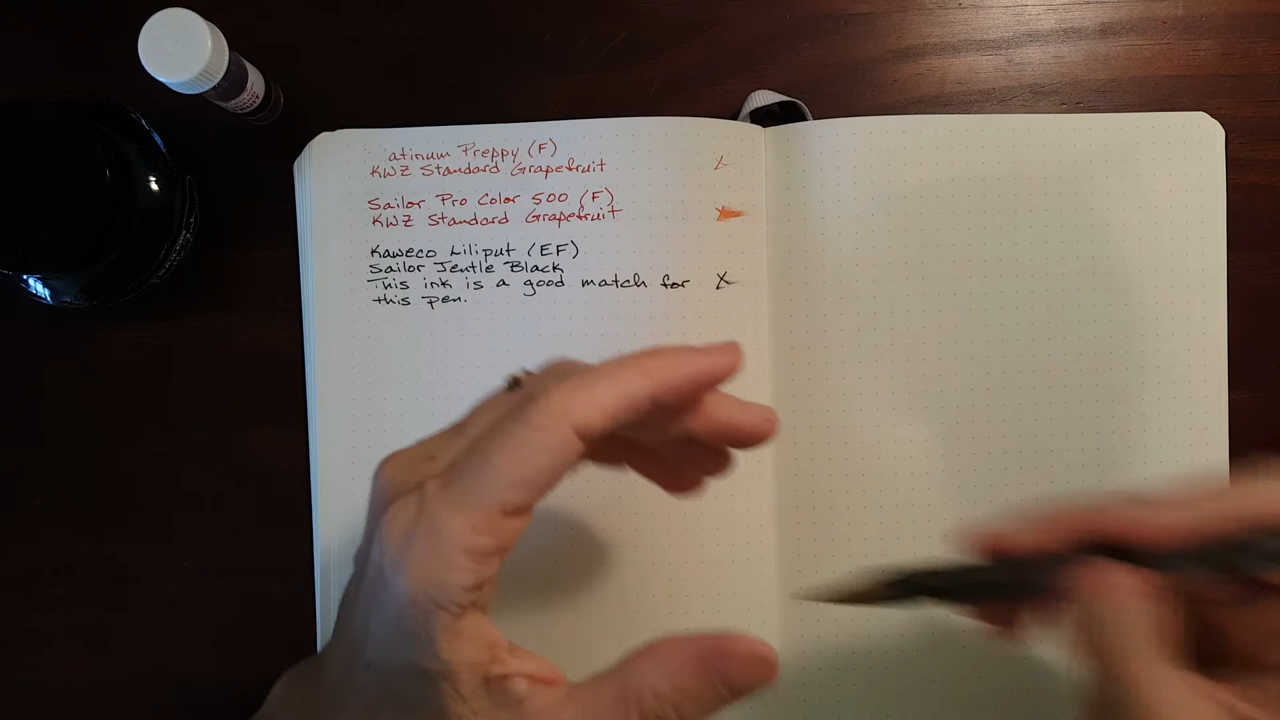 atinum Preppy (F)
KWZ Standard Grapefruit X
Sailor Pro Color 500 (F)
KWZ Standard Grapefruit X
Kaweco Liliput (EF)
Sailor Jentle Black
This ink is a good match for X
this pen.